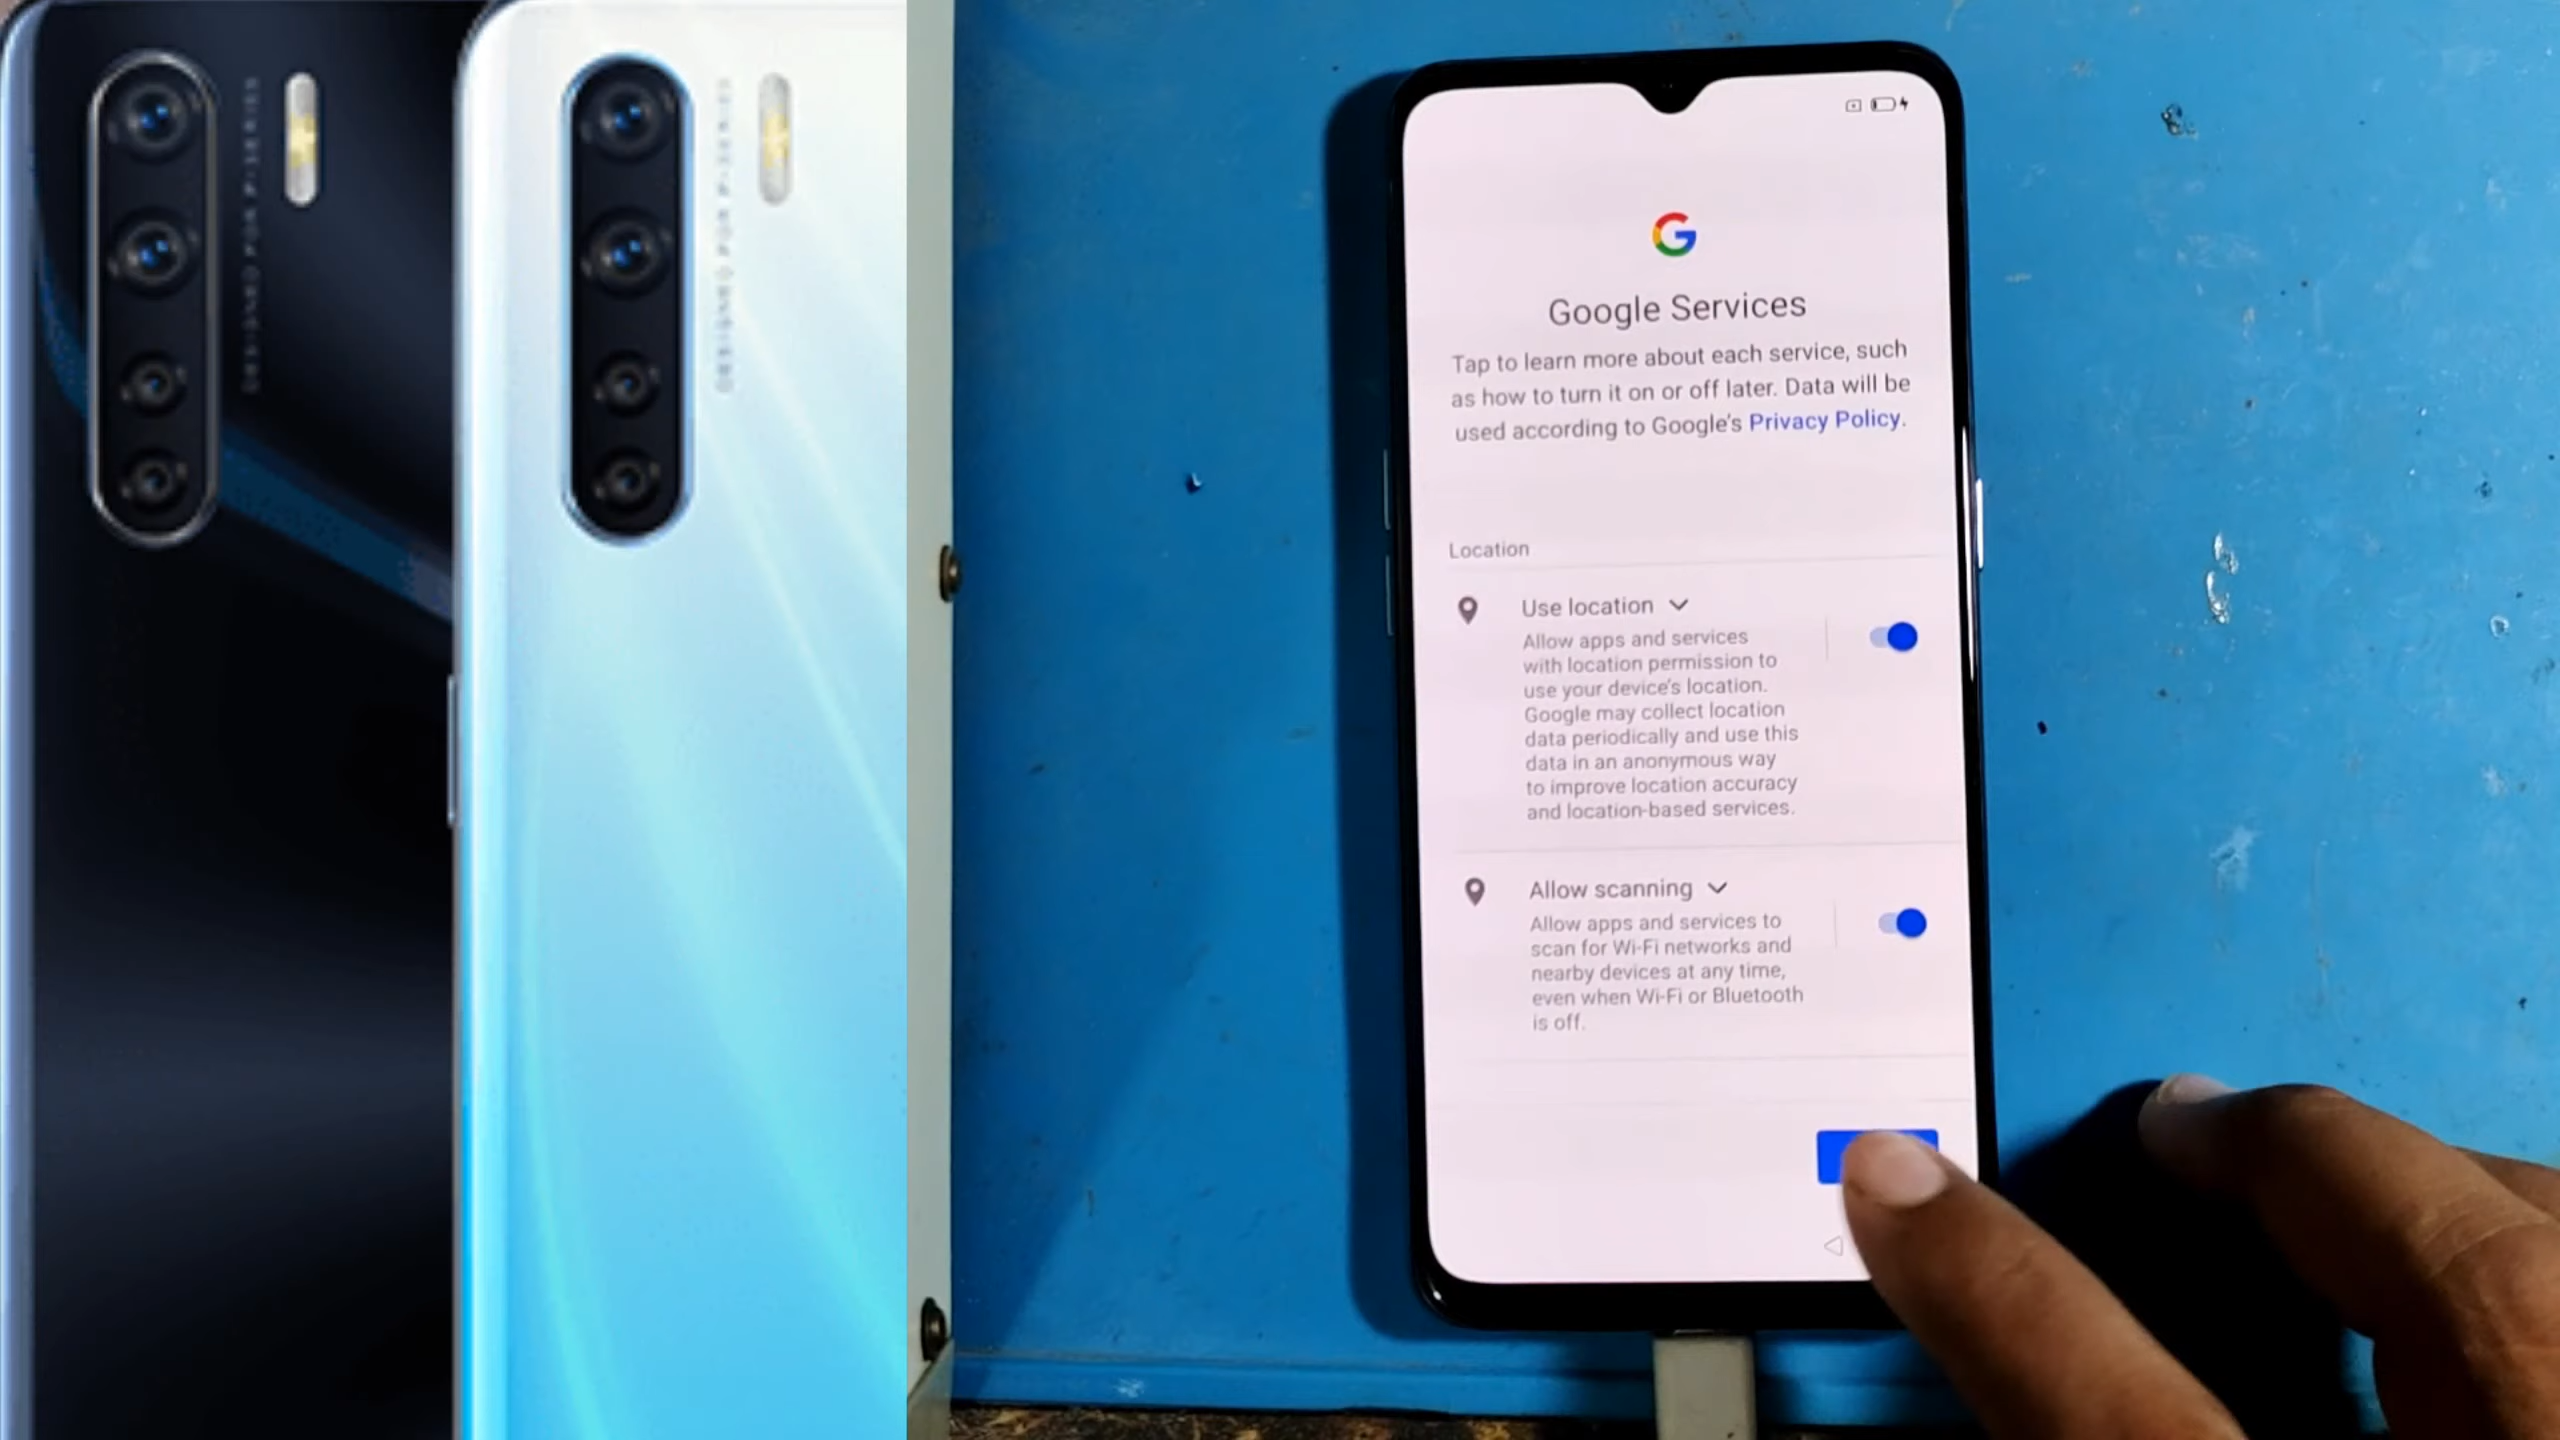 Google Services
Tap to learn more about each service, such
as how to turn it on or off later. Data will be
used according to Google's Privacy Policy.
Location
Use location
Allow apps and services
with location permission to
use your device's location.
Google may collect location
data periodically and use this
data in an anonymous way
to improve location accuracy
and location-based services.
Allow scanning
Allow apps and services to
scan for Wi-Fi networks and
nearby devices at any time,
even when Wi-Fi or Bluetooth
is off.